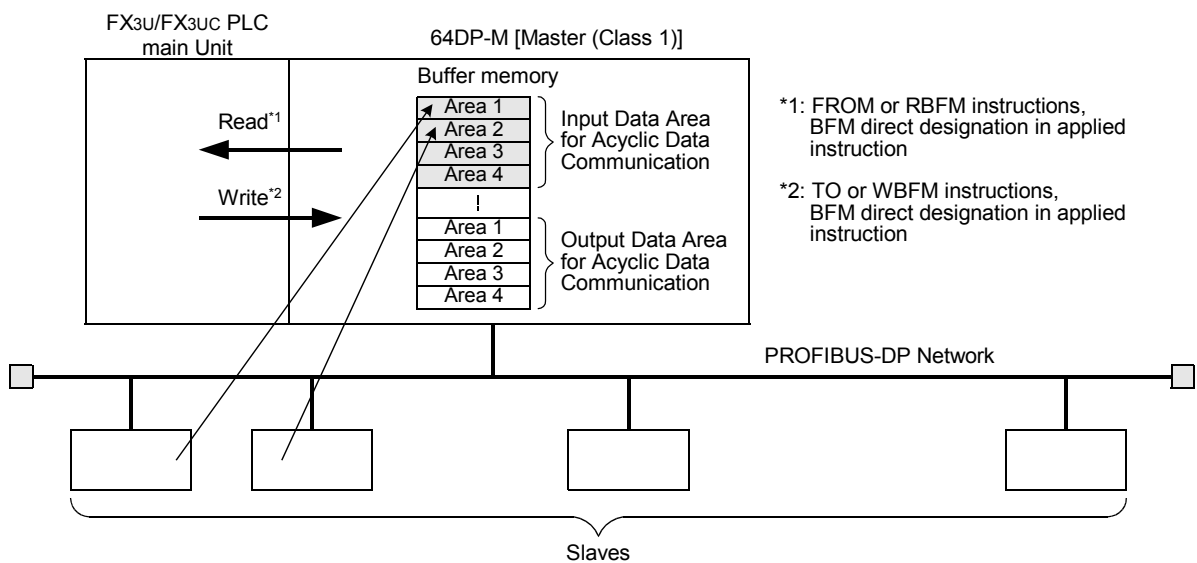 FX3U/FX3UC PLC
main Unit
64DP-M [Master (Class 1)]
Buffer memory
Read*1
Write*2
Area 1
Area 2
Area 3
Area 4
Input Data Area
for Acyclic Data
Communication
Area 1
Area 2
Area 3
Area 4
Output Data Area
for Acyclic Data
Communication
*1: FROM or RBFM instructions,
BFM direct designation in applied
instruction
*2: TO or WBFM instructions,
BFM direct designation in applied
instruction
PROFIBUS-DP Network
Slaves